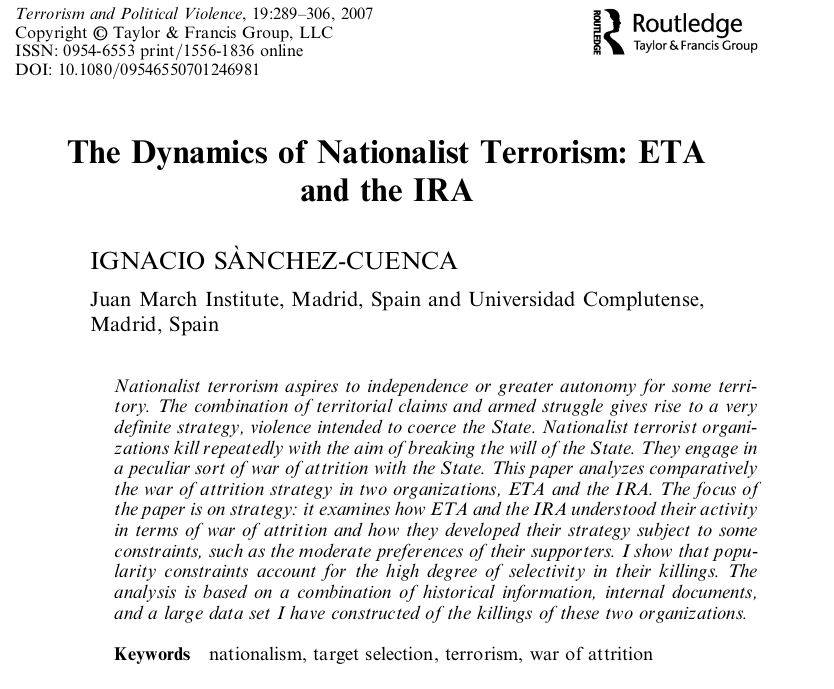 Terrorism and Political Violence, 19:289–306, 2007
Copyright © Taylor & Francis Group, LLC
ISSN: 0954-6553 print/1556-1836 online
DOI: 10.1080/09546550701246981
ROUTLEDGE
Routledge
Taylor & Francis Group
The Dynamics of Nationalist Terrorism: ETA
and the IRA
IGNACIO SÀNCHEZ-CUENCA
Juan March Institute, Madrid, Spain and Universidad Complutense,
Madrid, Spain
Nationalist terrorism aspires to independence or greater autonomy for some terri-
tory. The combination of territorial claims and armed struggle gives rise to a very
definite strategy, violence intended to coerce the State. Nationalist terrorist organi-
zations kill repeatedly with the aim of breaking the will of the State. They engage in
a peculiar sort of war of attrition with the State. This paper analyzes comparatively
the war of attrition strategy in two organizations, ETA and the IRA. The focus of
the paper is on strategy: it examines how ETA and the IRA understood their activity
in terms of war of attrition and how they developed their strategy subject to some
constraints, such as the moderate preferences of their supporters. I show that popu-
larity constraints account for the high degree of selectivity in their killings. The
analysis is based on a combination of historical information, internal documents,
and a large data set I have constructed of the killings of these two organizations.
Keywords nationalism, target selection, terrorism, war of attrition